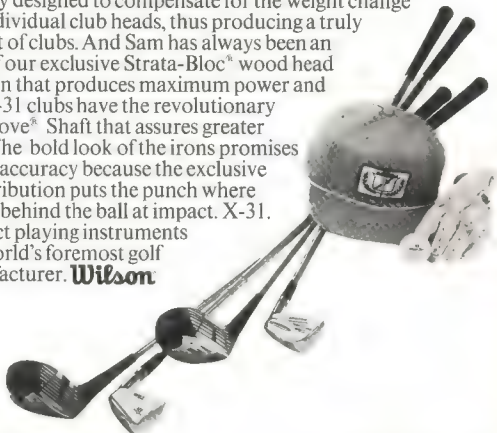 designed to compensate for the weight change
dividual club heads, thus producing a truly
t of clubs. And Sam has always been an
f our exclusive Strata-Bloc® wood head
n that produces maximum power and
-31 clubs have the revolutionary
ove® Shaft that assures greater
he bold look of the irons promises
accuracy because the exclusive
ribution puts the punch where
behind the ball at impact. X-31.
ct playing instruments
orld's foremost golf
facturer. Wilson